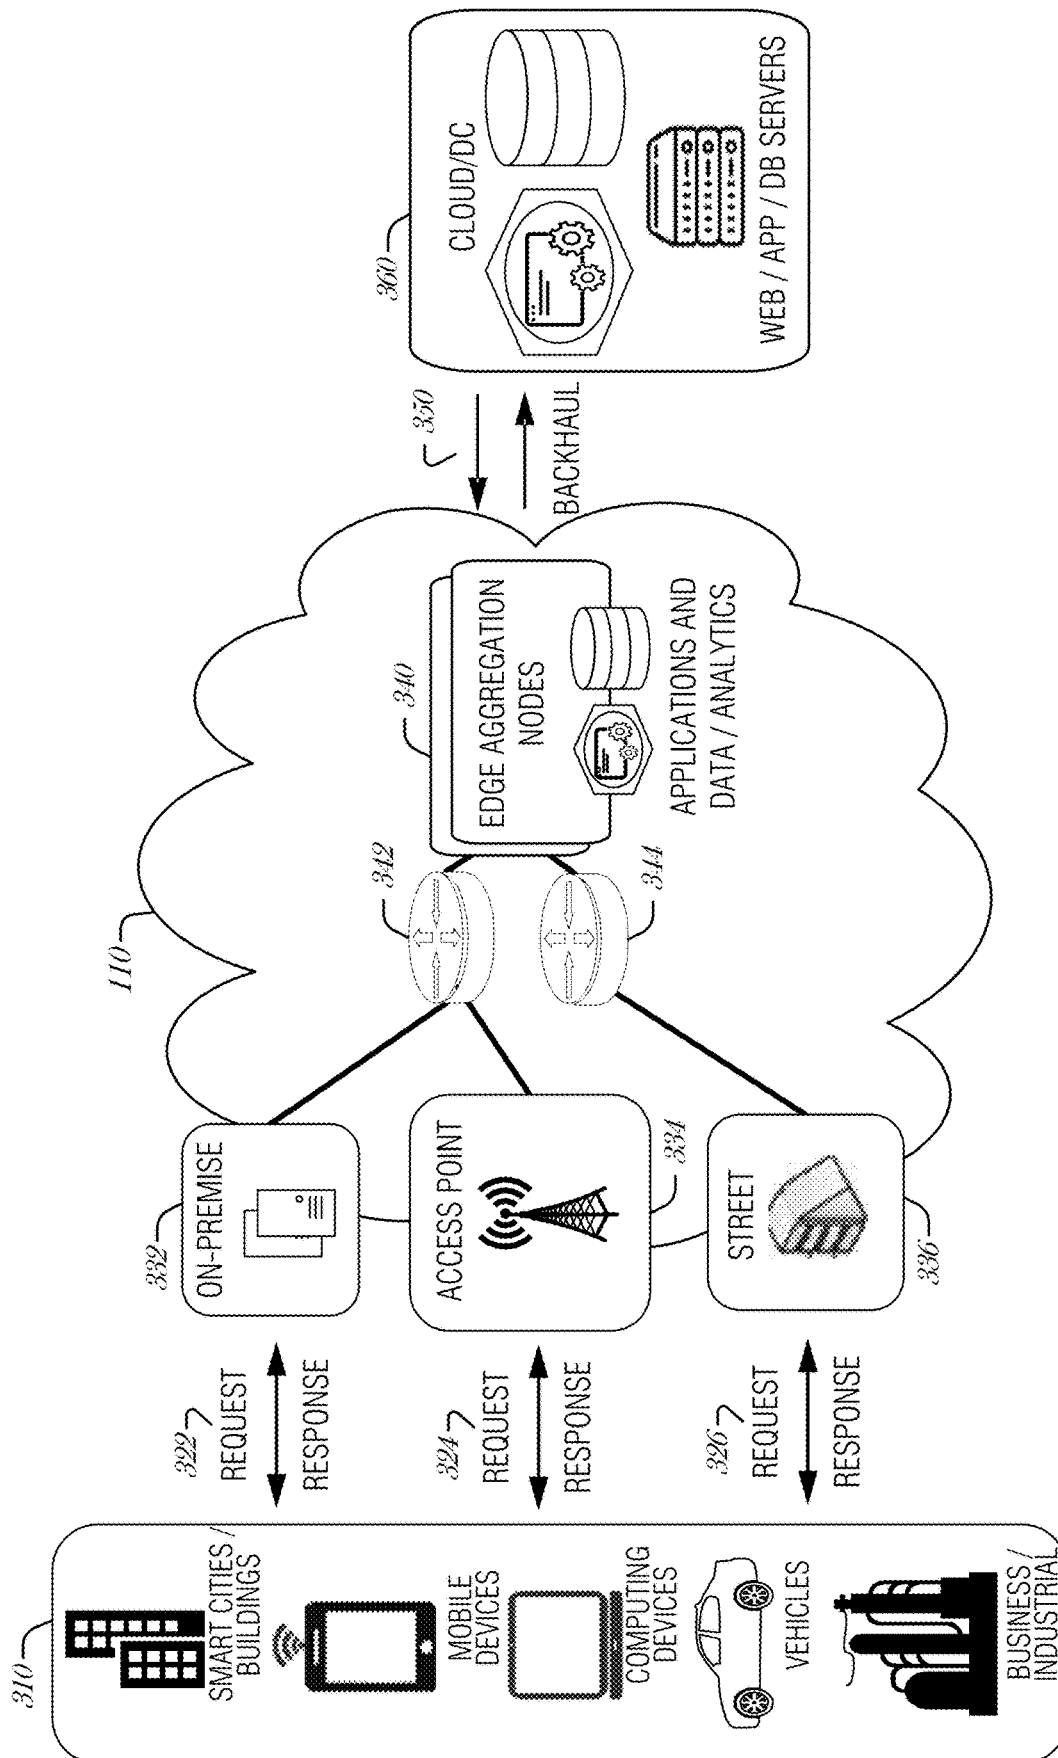 310
SMART CITIES /
BUILDINGS
MOBILE
DEVICES
COMPUTING
DEVICES
VEHICLES
BUSINESS /
INDUSTRIAL
322
REQUEST
RESPONSE
324
REQUEST
RESPONSE
326
REQUEST
RESPONSE
332
ON-PREMISE
ACCESS POINT
334
STREET
336
110
342
344
340
EDGE AGGREGATION
NODES
APPLICATIONS AND
DATA / ANALYTICS
350
BACKHAUL
360
CLOUD/DC
WEB / APP / DB SERVERS